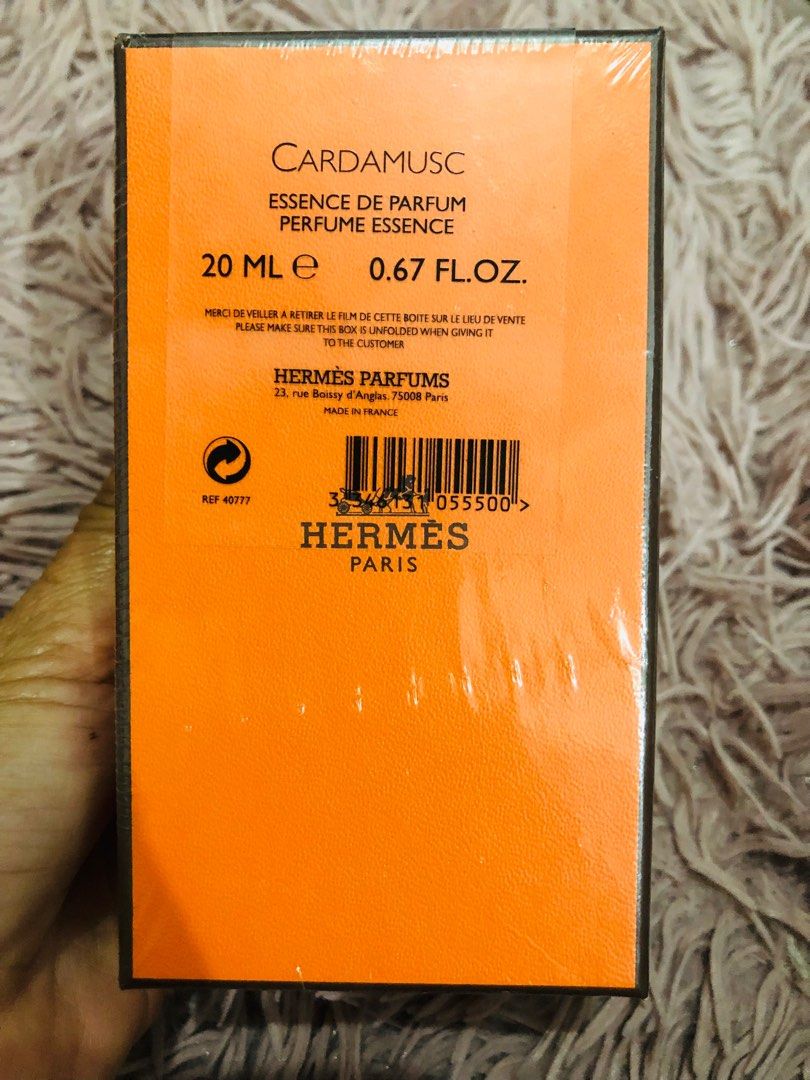 CARDAMUSC
ESSENCE DE PARFUM
PERFUME ESSENCE
20 ML ℮ 0.67 FL.OZ.
MERCI DE VEILLER A RETIRER LE FILM DE CETTE BOITE SUR LE LIEU DE VENTE
PLEASE MAKE SURE THIS BOX IS UNFOLDED WHEN GIVING IT
TO THE CUSTOMER
HERMÈS PARFUMS
23, rue Boissy d'Anglas. 75008 Paris
MADE IN FRANCE
REF 40777
3 055500 >
HERMÈS
PARIS